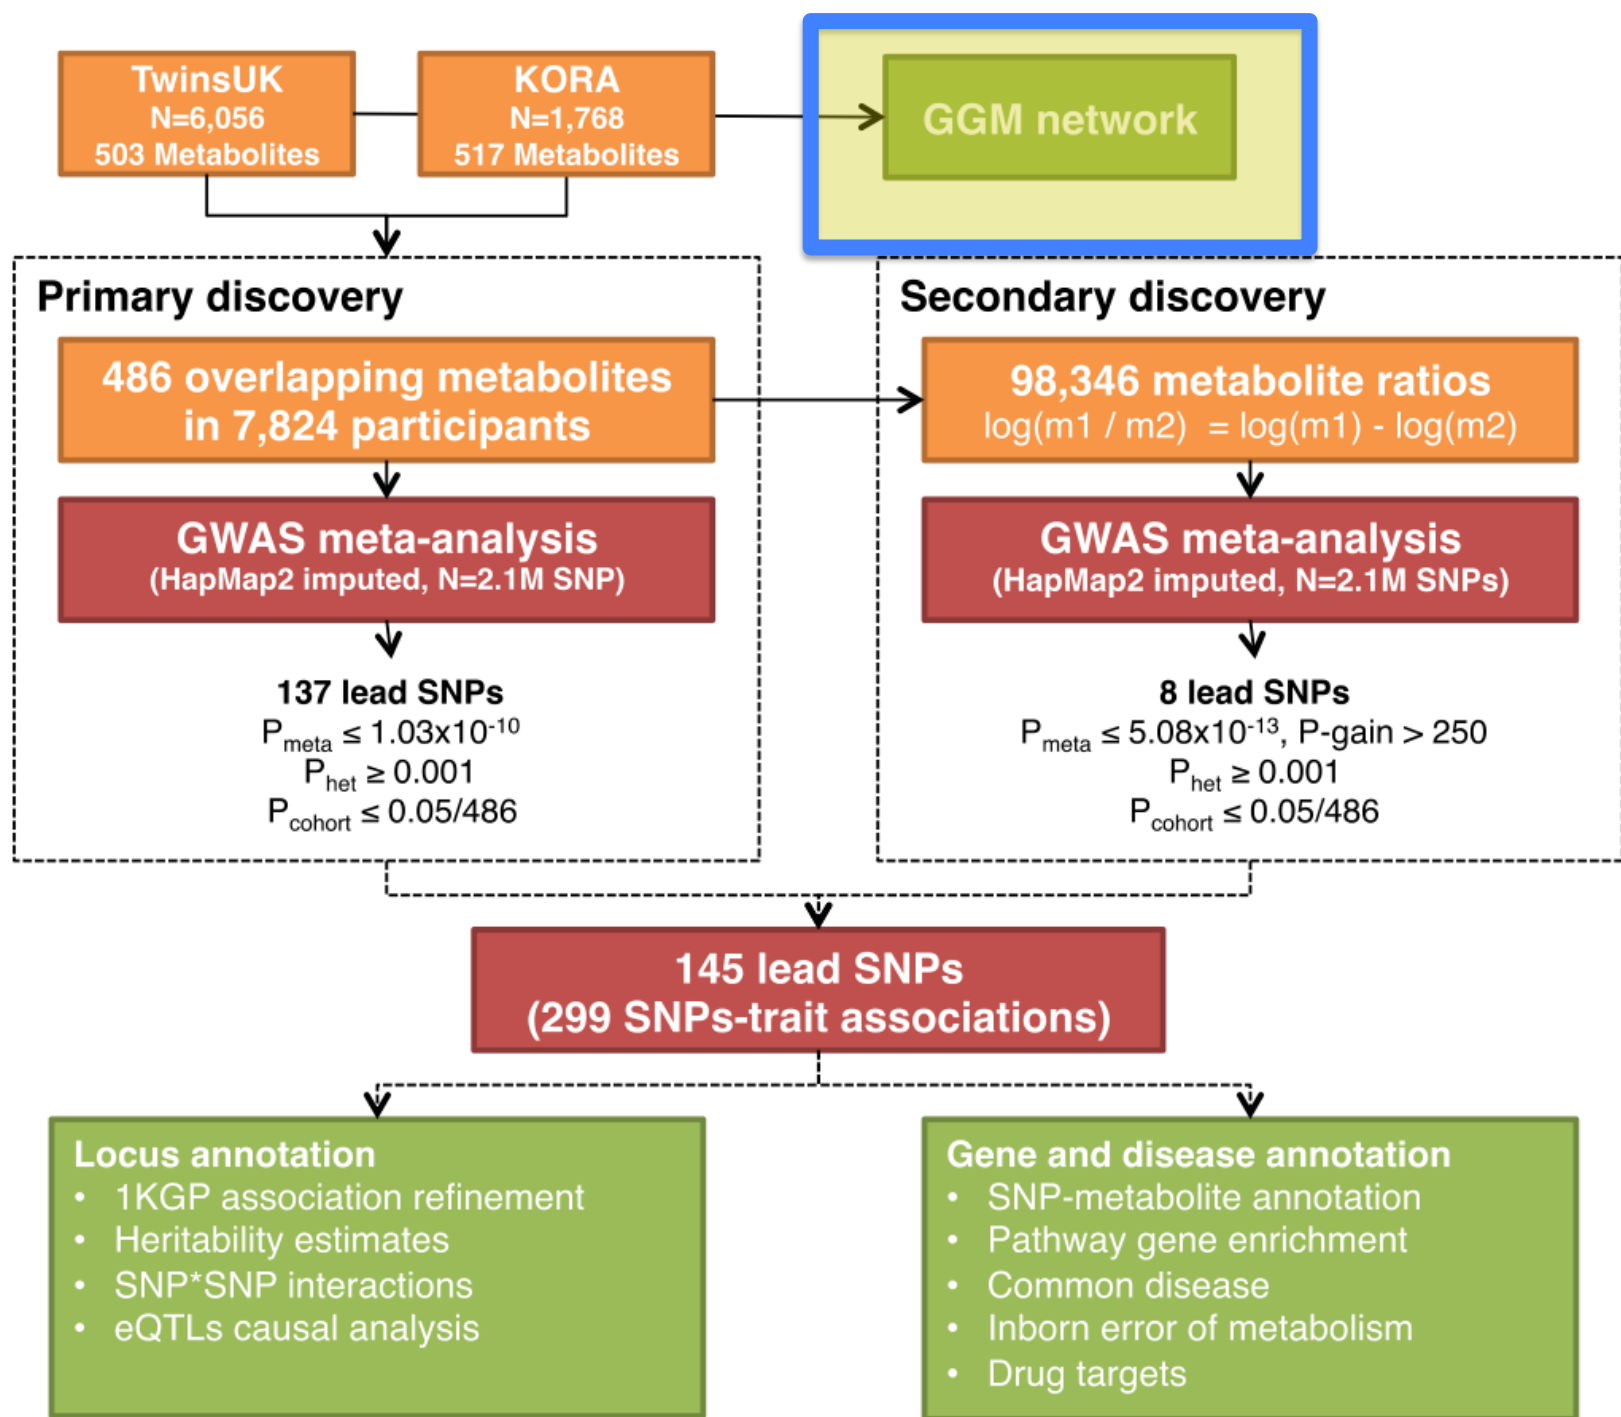 TwinsUK
N=6,056
503 Metabolites
KORA
N=1,768
517 Metabolites
GGM network
Primary discovery
486 overlapping metabolites
in 7,824 participants
GWAS meta-analysis
(HapMap2 imputed, N=2.1M SNP)
137 lead SNPs
Pmeta ≤ 1.03x10-10
Phet ≥ 0.001
Pcohort ≤ 0.05/486
Secondary discovery
98,346 metabolite ratios
log(m1 / m2) = log(m1) - log(m2)
GWAS meta-analysis
(HapMap2 imputed, N=2.1M SNPs)
8 lead SNPs
Pmeta ≤ 5.08x10-13, P-gain > 250
Phet ≥ 0.001
Pcohort ≤ 0.05/486
145 lead SNPs
(299 SNPs-trait associations)
Locus annotation
• 1KGP association refinement
• Heritability estimates
• SNP*SNP interactions
• eQTLs causal analysis
Gene and disease annotation
• SNP-metabolite annotation
• Pathway gene enrichment
• Common disease
• Inborn error of metabolism
• Drug targets